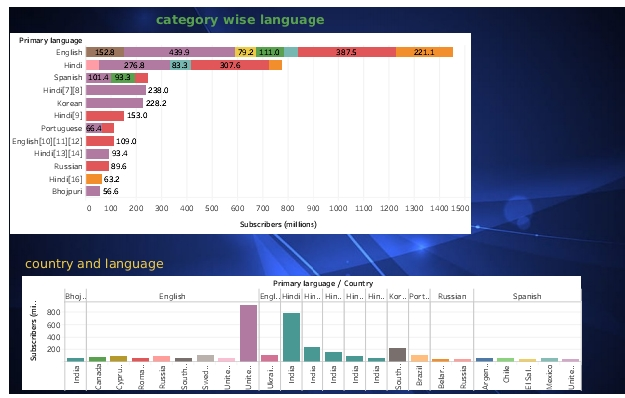 category wise language
Primary language
English 152.8 439.9 79.2 111.0 387.5 221.1
Hindi 276.8 83.3 307.6
Spanish 101.4 93.3
Hindi[7][8] 238.0
Korean 228.2
Hindi[9] 153.0
Portuguese 66.4
English[10][11][12] 109.0
Hindi[13][14] 93.4
Russian 89.6
Hindi[16] 63.2
Bhojpuri 56.6
0 100 200 300 400 500 600 700 800 900 1000 1100 1200 1300 1400 1500
Subscribers (millions)
country and language
Primary language / Country
Bhoj.. English Engl.. Hindi Hin.. Hin.. Hin.. Hin.. Kor.. Port.. Russian Spanish
Subscribers (mi..
800
600
400
200
India Canada Cypru.. Roma.. Russia South.. Swed.. Unite.. Unite.. Ukrai.. India India India India India South.. Brazil Belar.. Russia Argen.. Chile El Sal.. Mexico Unite..